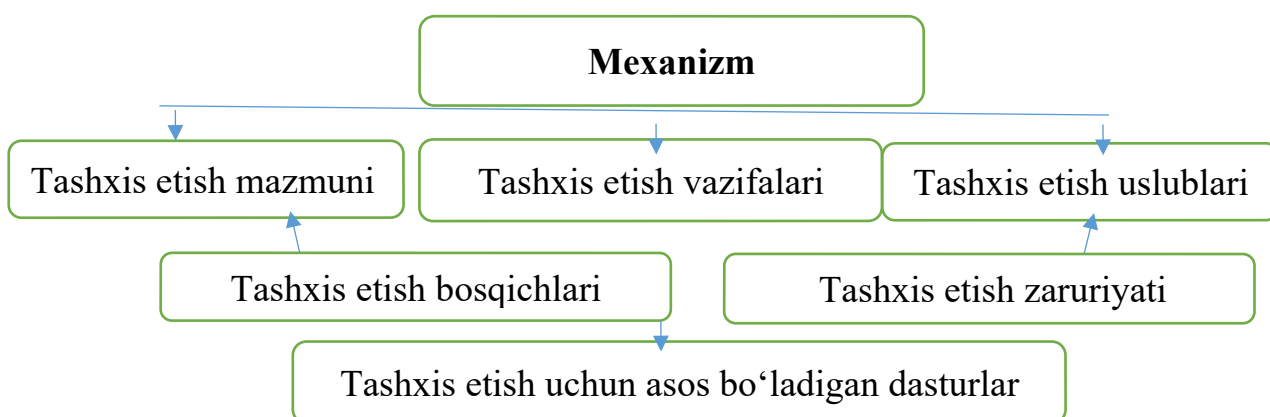 Mexanizm
Tashxis etish mazmuni
Tashxis etish vazifalari
Tashxis etish uslublari
Tashxis etish bosqichlari
Tashxis etish zaruriyati
Tashxis etish uchun asos bo‘ladigan dasturlar